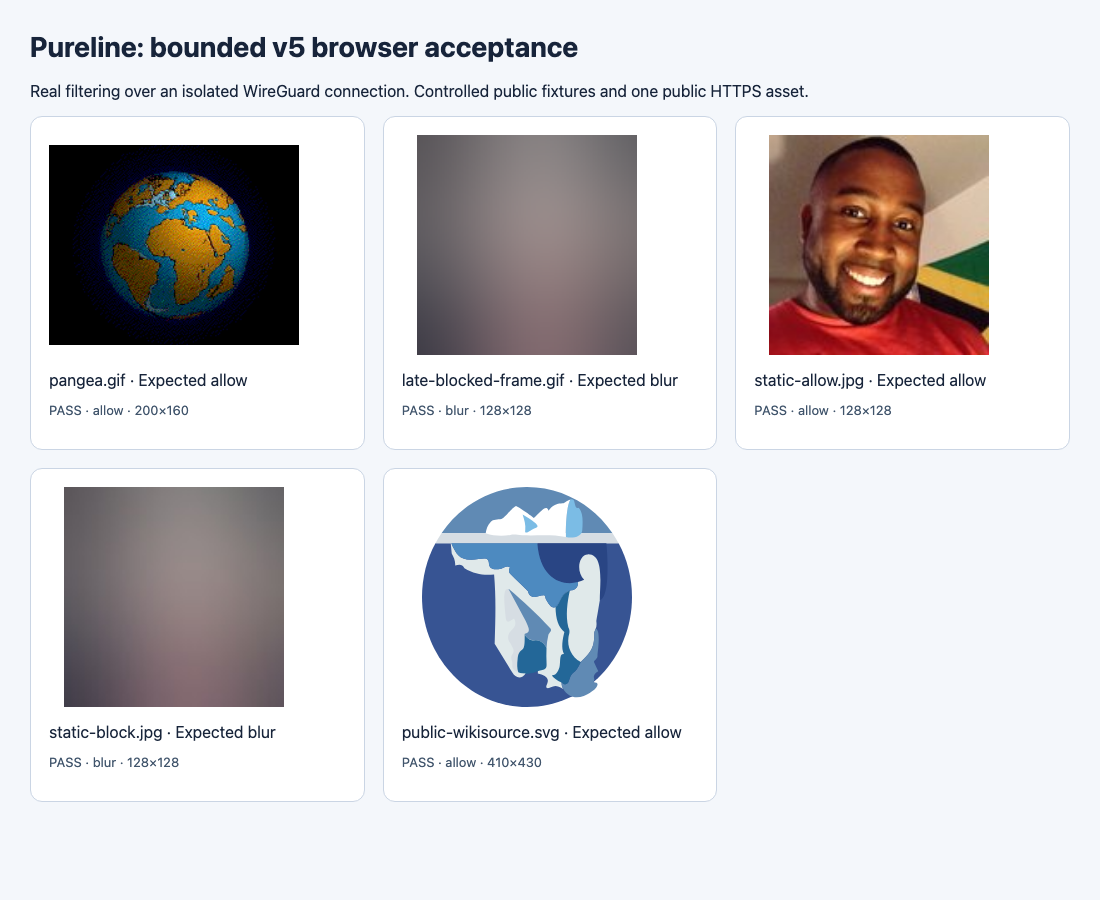 Pureline: bounded v5 browser acceptance
Real filtering over an isolated WireGuard connection. Controlled public fixtures and one public HTTPS asset.
pangea.gif · Expected allow
PASS · allow · 200×160
late-blocked-frame.gif · Expected blur
PASS · blur · 128×128
static-allow.jpg · Expected allow
PASS · allow · 128×128
static-block.jpg · Expected blur
PASS · blur · 128×128
public-wikisource.svg · Expected allow
PASS · allow · 410×430